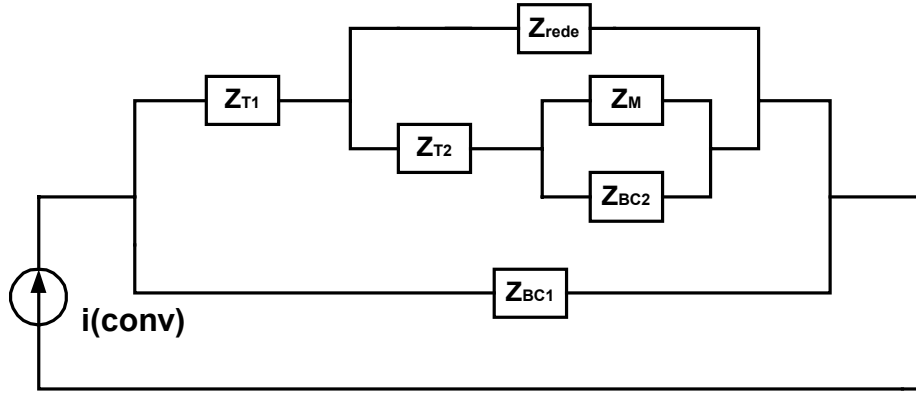 Zrede
ZT1
ZM
ZT2
ZBC2
ZBC1
i(conv)